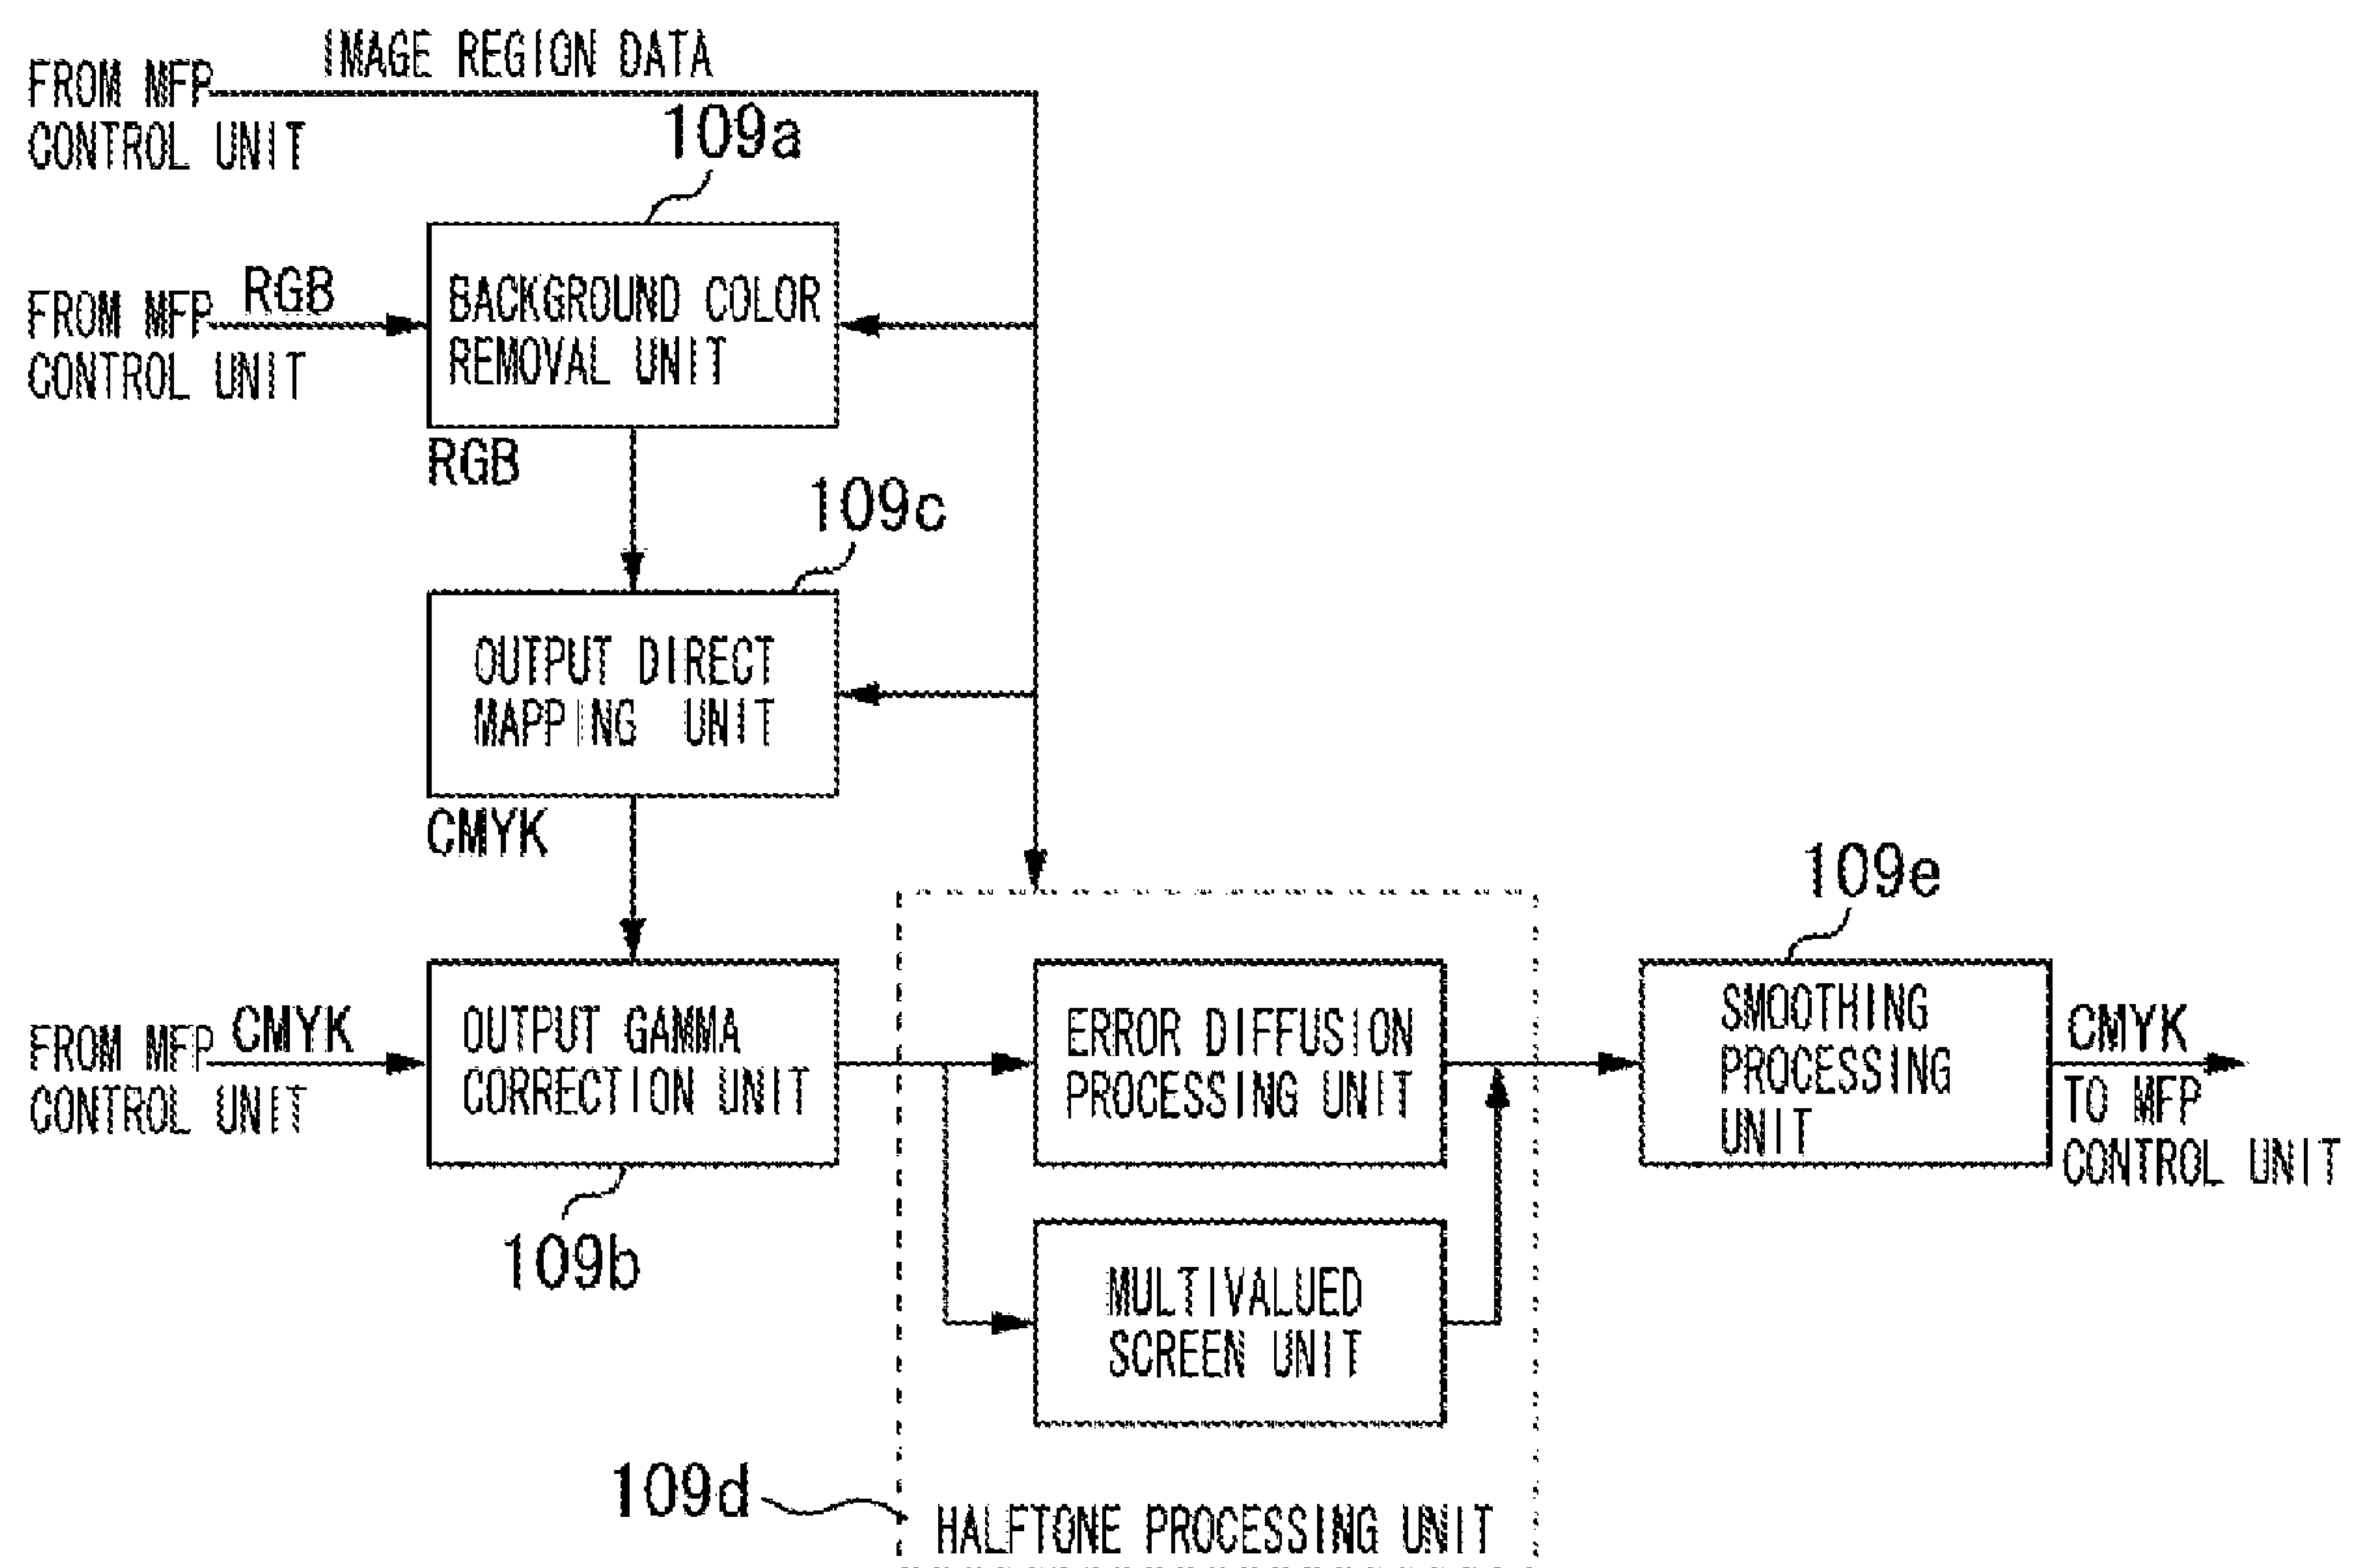 IMAGE REGION DATA
FROM MFP
CONTROL UNIT
109a
FROM MFP
CONTROL UNIT
RGB
BACKGROUND COLOR
REMOVAL UNIT
RGB
109c
OUTPUT DIRECT
MAPPING UNIT
CMYK
FROM MFP
CONTROL UNIT
CMYK
OUTPUT GAMMA
CORRECTION UNIT
109b
ERROR DIFFUSION
PROCESSING UNIT
MULTIVALUED
SCREEN UNIT
109d
HALFTONE PROCESSING UNIT
109e
SMOOTHING
PROCESSING
UNIT
CMYK
TO MFP
CONTROL UNIT